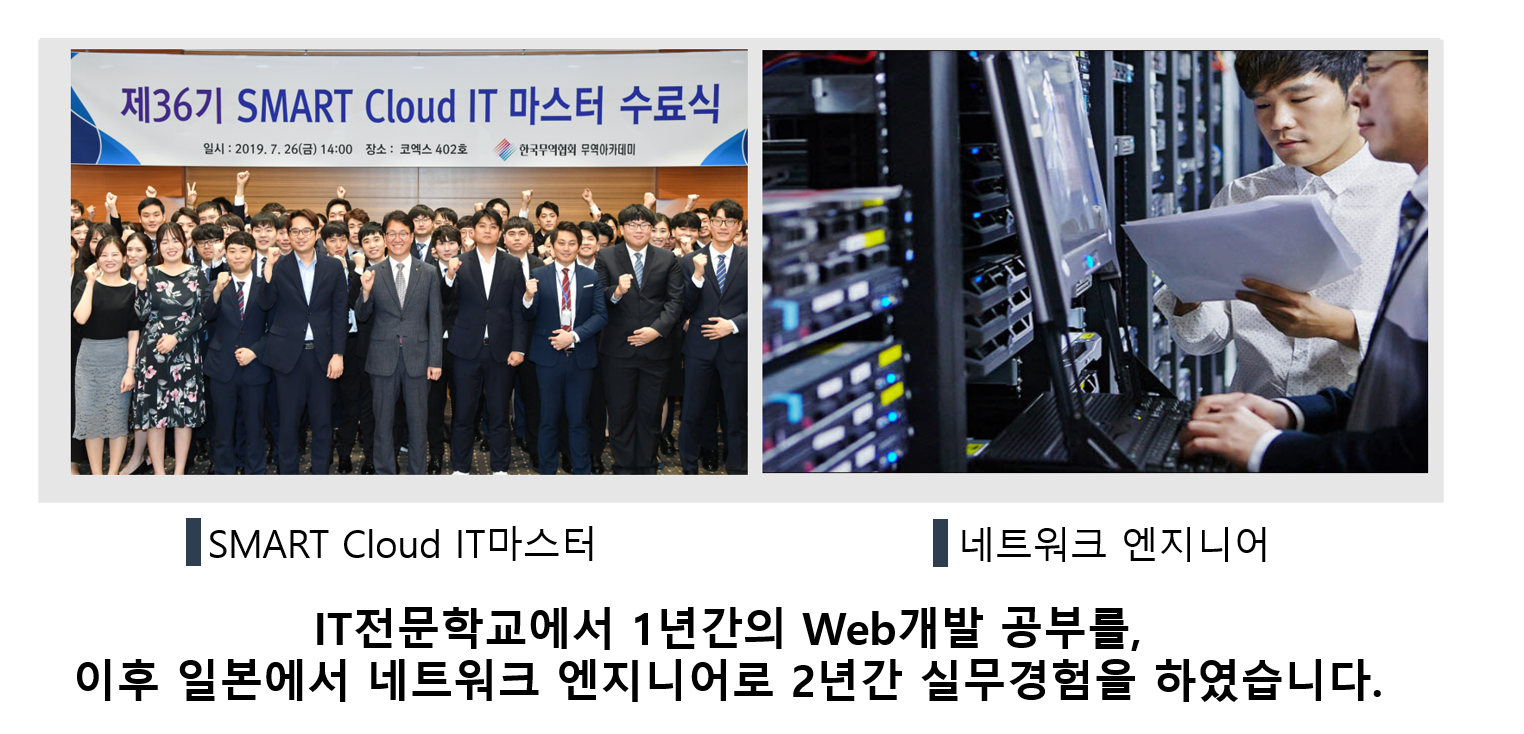 제36기 SMART Cloud IT 마스터 수료식
일시 : 2019. 7. 26(금) 14:00 장소 : 코엑스 402호 한국무역협회 무역아카데미
SMART Cloud IT마스터
네트워크 엔지니어
IT전문학교에서 1년간의 Web개발 공부를,
이후 일본에서 네트워크 엔지니어로 2년간 실무경험을 하였습니다.